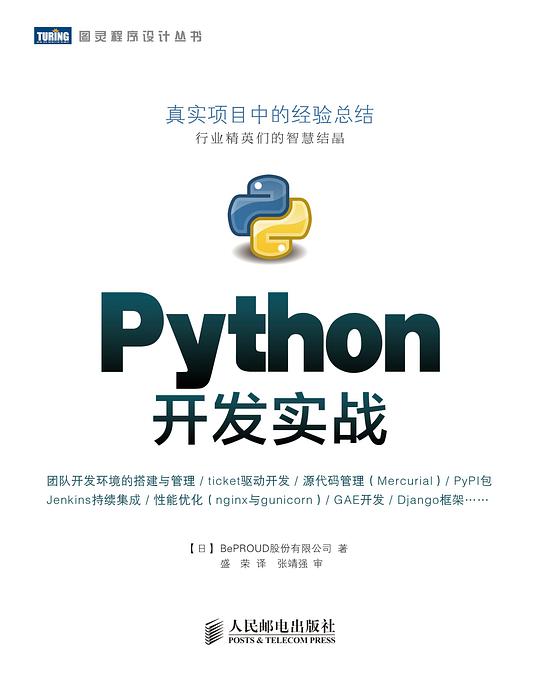 TURING 图灵程序设计丛书
真实项目中的经验总结
行业精英们的智慧结晶
Python
开发实战
团队开发环境的搭建与管理 / ticket驱动开发 / 源代码管理（Mercurial）/ PyPI包
Jenkins持续集成 / 性能优化（nginx与gunicorn）/ GAE开发 / Django框架……
【日】BePROUD股份有限公司 著
盛 荣 译 张靖强 审
人民邮电出版社
POSTS & TELECOM PRESS